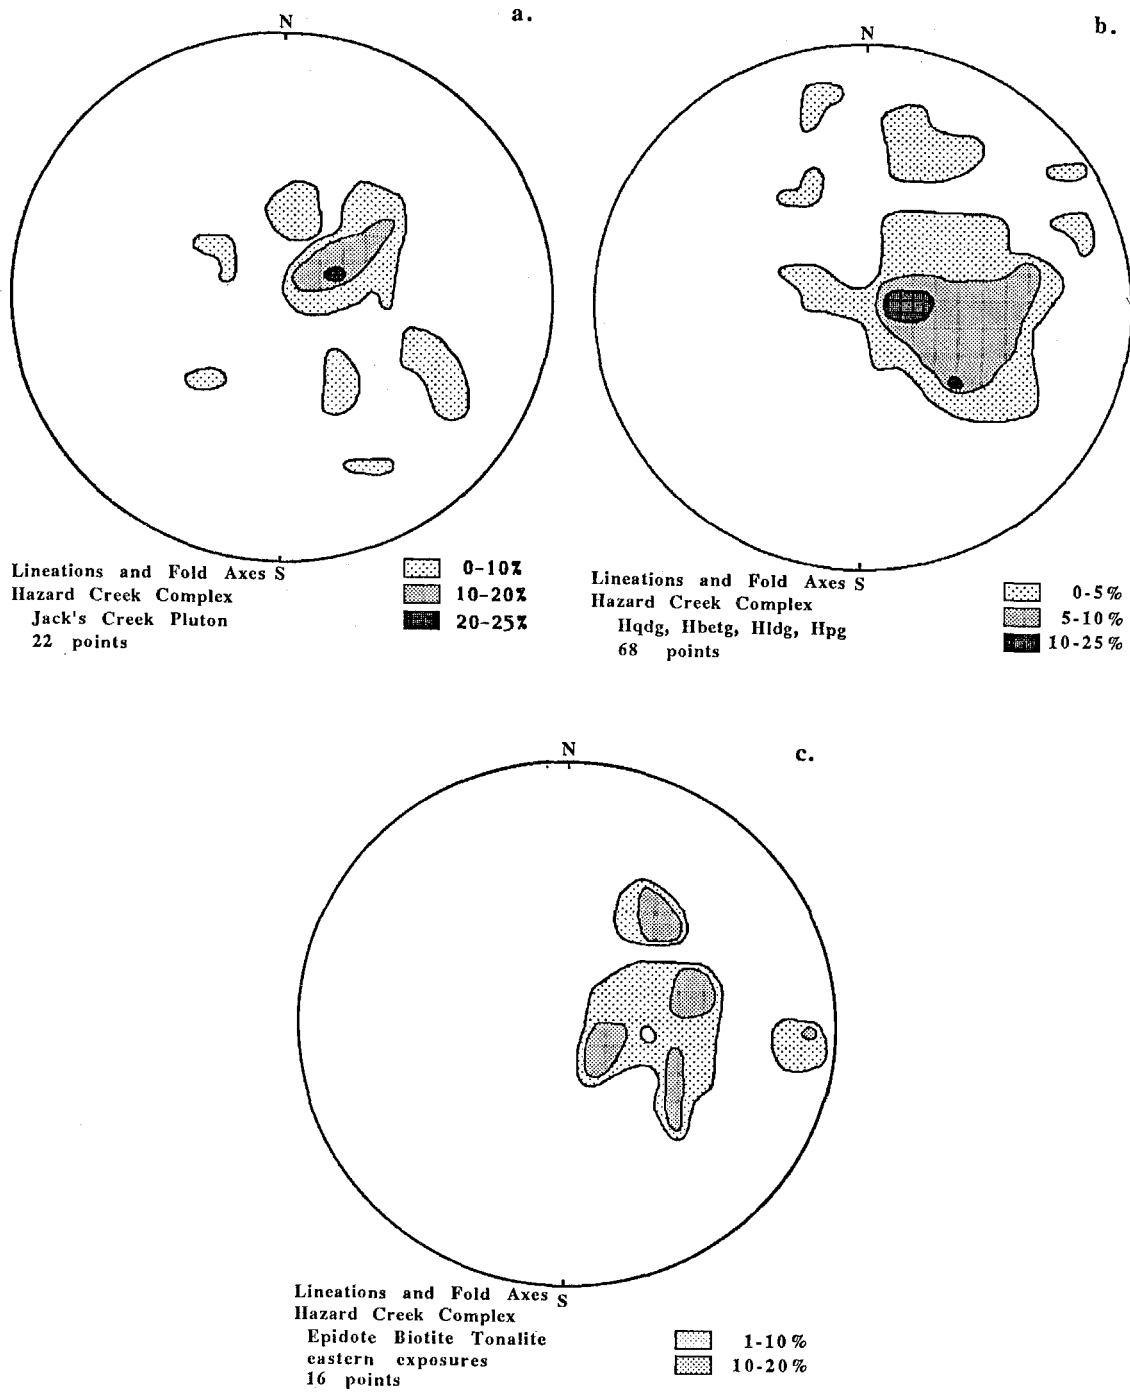 a.
N
Lineations and Fold Axes S
Hazard Creek Complex
Jack's Creek Pluton
22 points
0-10%
10-20%
20-25%
b.
N
Lineations and Fold Axes S
Hazard Creek Complex
Hqdg, Hbetg, Hldg, Hpg
68 points
0-5%
5-10%
10-25%
c.
N
Lineations and Fold Axes S
Hazard Creek Complex
Epidote Biotite Tonalite
eastern exposures
16 points
1-10%
10-20%